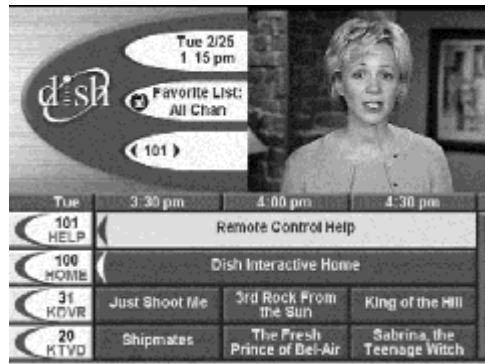 dish
Tue 2/25
1 15 pm
Favorite List:
All Chan
101
Tue 3:30 pm 4:00 pm 4:30 pm
101
HELP
Remote Control Help
100
HOME
Dish Interactive Home
31
KDVR
Just Shoot Me
3rd Rock From
the Sun
King of the Hill
20
KTVD
Shipmates
The Fresh
Prince of Bel-Air
Sabrina, the
Teenage Witch